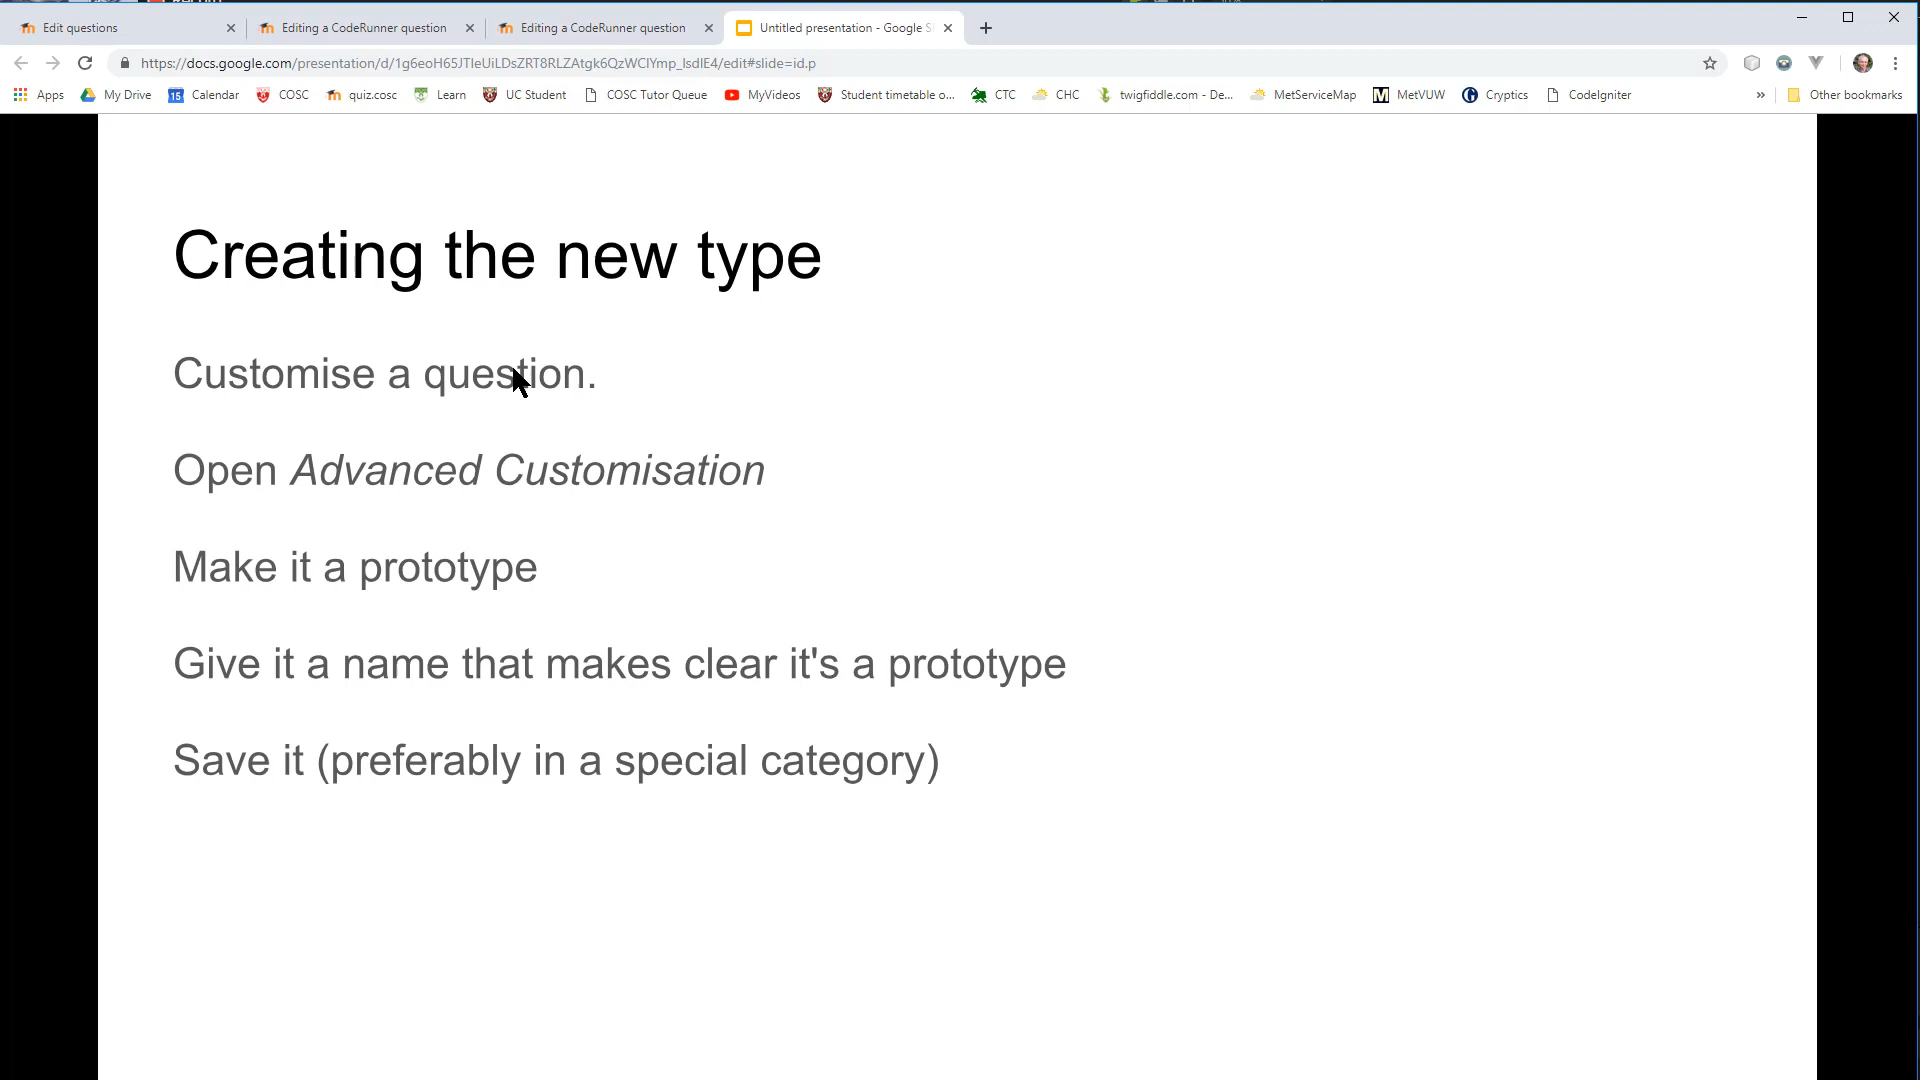 Edit questions
Editing a CodeRunner question
Editing a CodeRunner question
Untitled presentation - Google S
https://docs.google.com/presentation/d/1g6eoH65JTIeUiLDsZRT8RLZAtgk6QzWClYmp_lsdlE4/edit#slide=id.p
Apps My Drive 15 Calendar COSC quiz.cosc Learn UC Student COSC Tutor Queue MyVideos Student timetable o... CTC CHC twigfiddle.com - De... MetServiceMap M MetVUW Cryptics CodeIgniter » Other bookmarks
Creating the new type
Customise a question.
Open Advanced Customisation
Make it a prototype
Give it a name that makes clear it's a prototype
Save it (preferably in a special category)